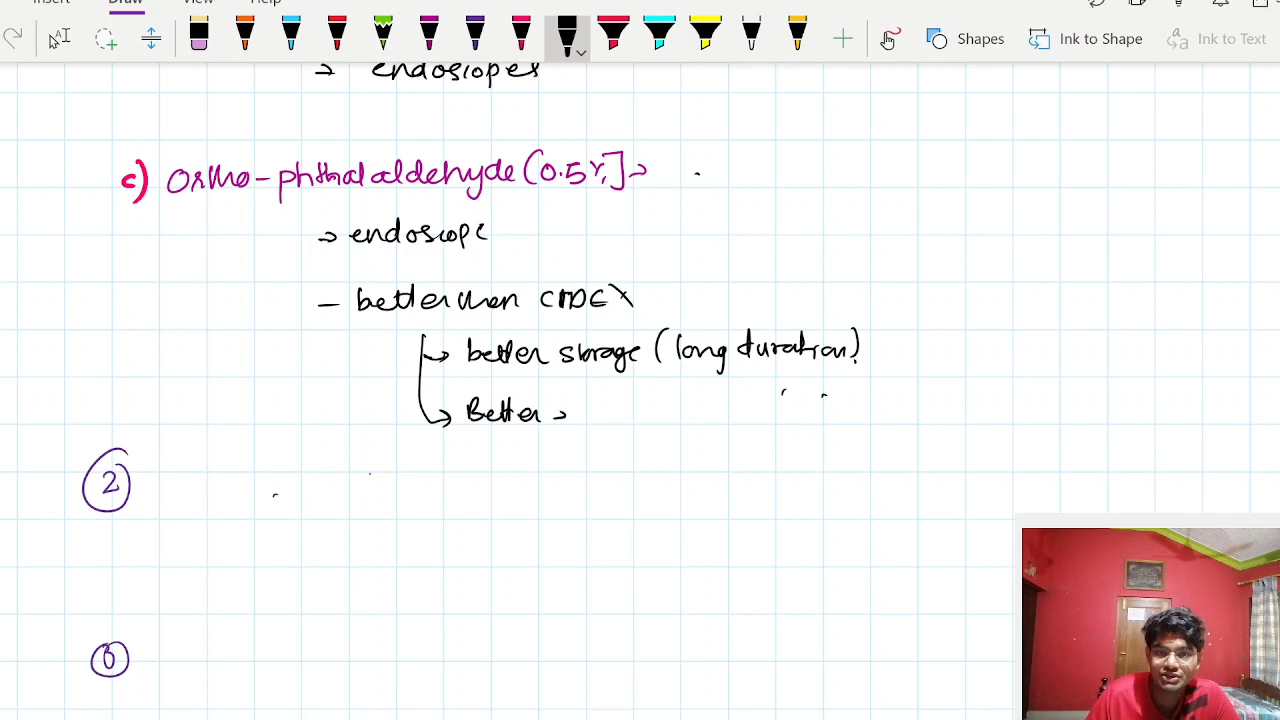 Insert Draw View Help
Shapes Ink to Shape Ink to Text
→ endoscopes
c) Ortho-phthalaldehyde (0.5%] →
→ endoscope
- better than CIDEX
→ better storage (long duration)
→ Better →
2
6